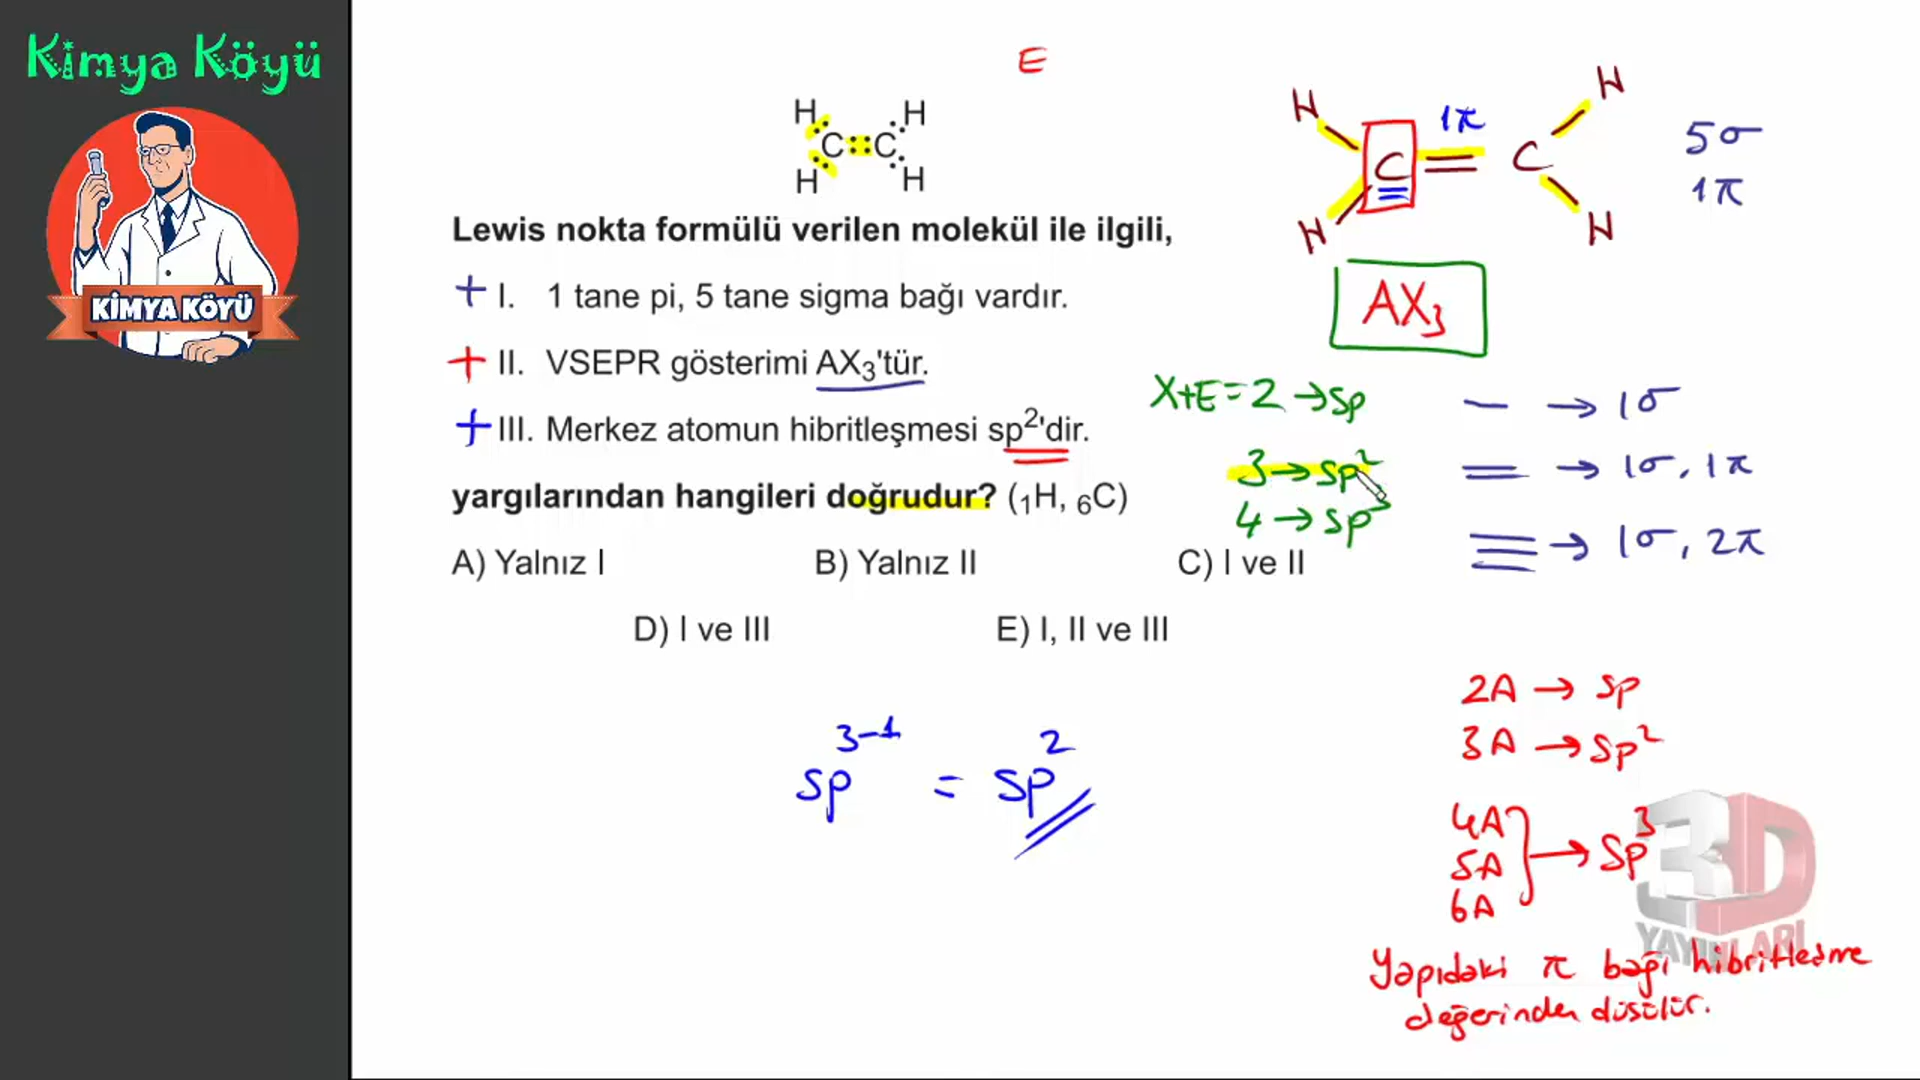 Kimya Köyü
KİMYA KÖYÜ
E
H H
C::C
H H
Lewis nokta formülü verilen molekül ile ilgili,
+ I. 1 tane pi, 5 tane sigma bağı vardır.
+ II. VSEPR gösterimi AX₃'tür.
+ III. Merkez atomun hibritleşmesi sp²'dir.
yargılarından hangileri doğrudur? (₁H, ₆C)
A) Yalnız I B) Yalnız II C) I ve II
D) I ve III E) I, II ve III
H H
1π
C = C
H H
5σ
1π
AX₃
X+E=2→sp
3→sp²
4→sp³
— → 1σ
= → 1σ, 1π
≡ → 1σ, 2π
sp³⁻¹ = sp²
2A → sp
3A → sp²
4A
5A → sp³
6A
3D
YAYINLARI
Yapıdaki π bağı hibritleşme
değerinden düşülür.